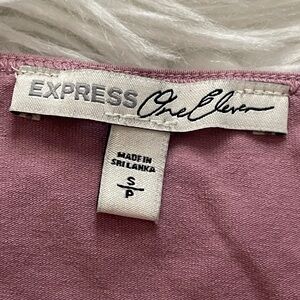 EXPRESS One Eleven
MADE IN
SRI LANKA
S
P